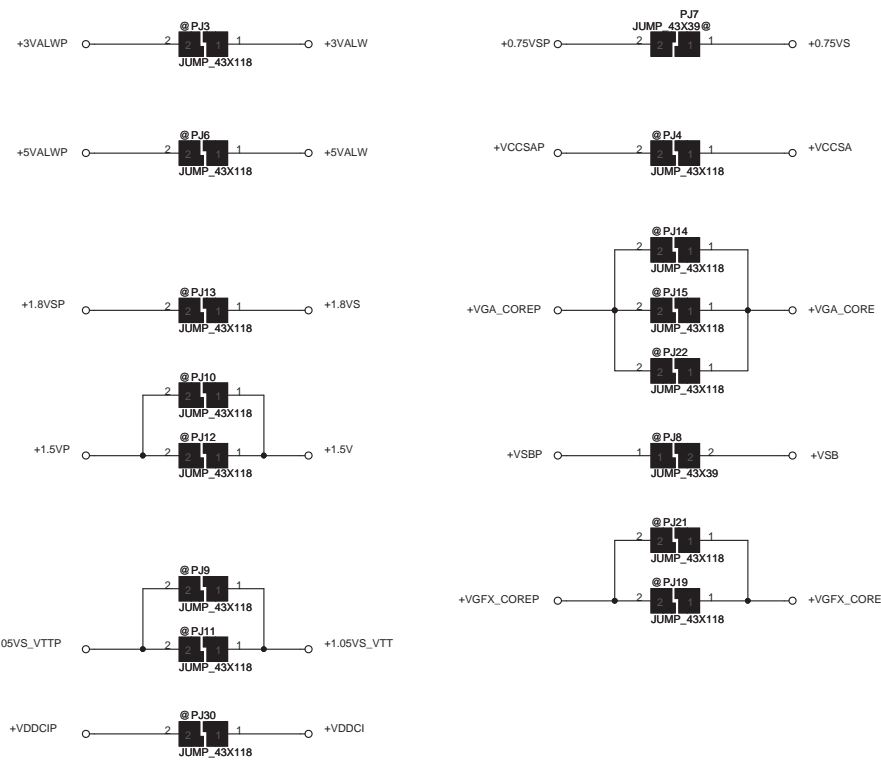 @PJ3
+3VALWP 2 2 1 1 +3VALW
JUMP_43X118
@PJ6
+5VALWP 2 2 1 1 +5VALW
JUMP_43X118
@PJ13
+1.8VSP 2 2 1 1 +1.8VS
JUMP_43X118
@PJ10
2 2 1 1
JUMP_43X118
@PJ12
+1.5VP 2 2 1 1 +1.5V
JUMP_43X118
@PJ9
2 2 1 1
JUMP_43X118
@PJ11
05VS_VTTP 2 2 1 1 +1.05VS_VTT
JUMP_43X118
@PJ30
+VDDCIP 2 2 1 1 +VDDCI
JUMP_43X118
PJ7
JUMP_43X39@
+0.75VSP 2 2 1 1 +0.75VS
@PJ4
+VCCSAP 2 2 1 1 +VCCSA
JUMP_43X118
@PJ14
2 2 1 1
JUMP_43X118
@PJ15
+VGA_COREP 2 2 1 1 +VGA_CORE
JUMP_43X118
@PJ22
2 2 1 1
JUMP_43X118
@PJ8
+VSBP 1 1 2 2 +VSB
JUMP_43X39
@PJ21
2 2 1 1
JUMP_43X118
@PJ19
+VGFX_COREP 2 2 1 1 +VGFX_CORE
JUMP_43X118